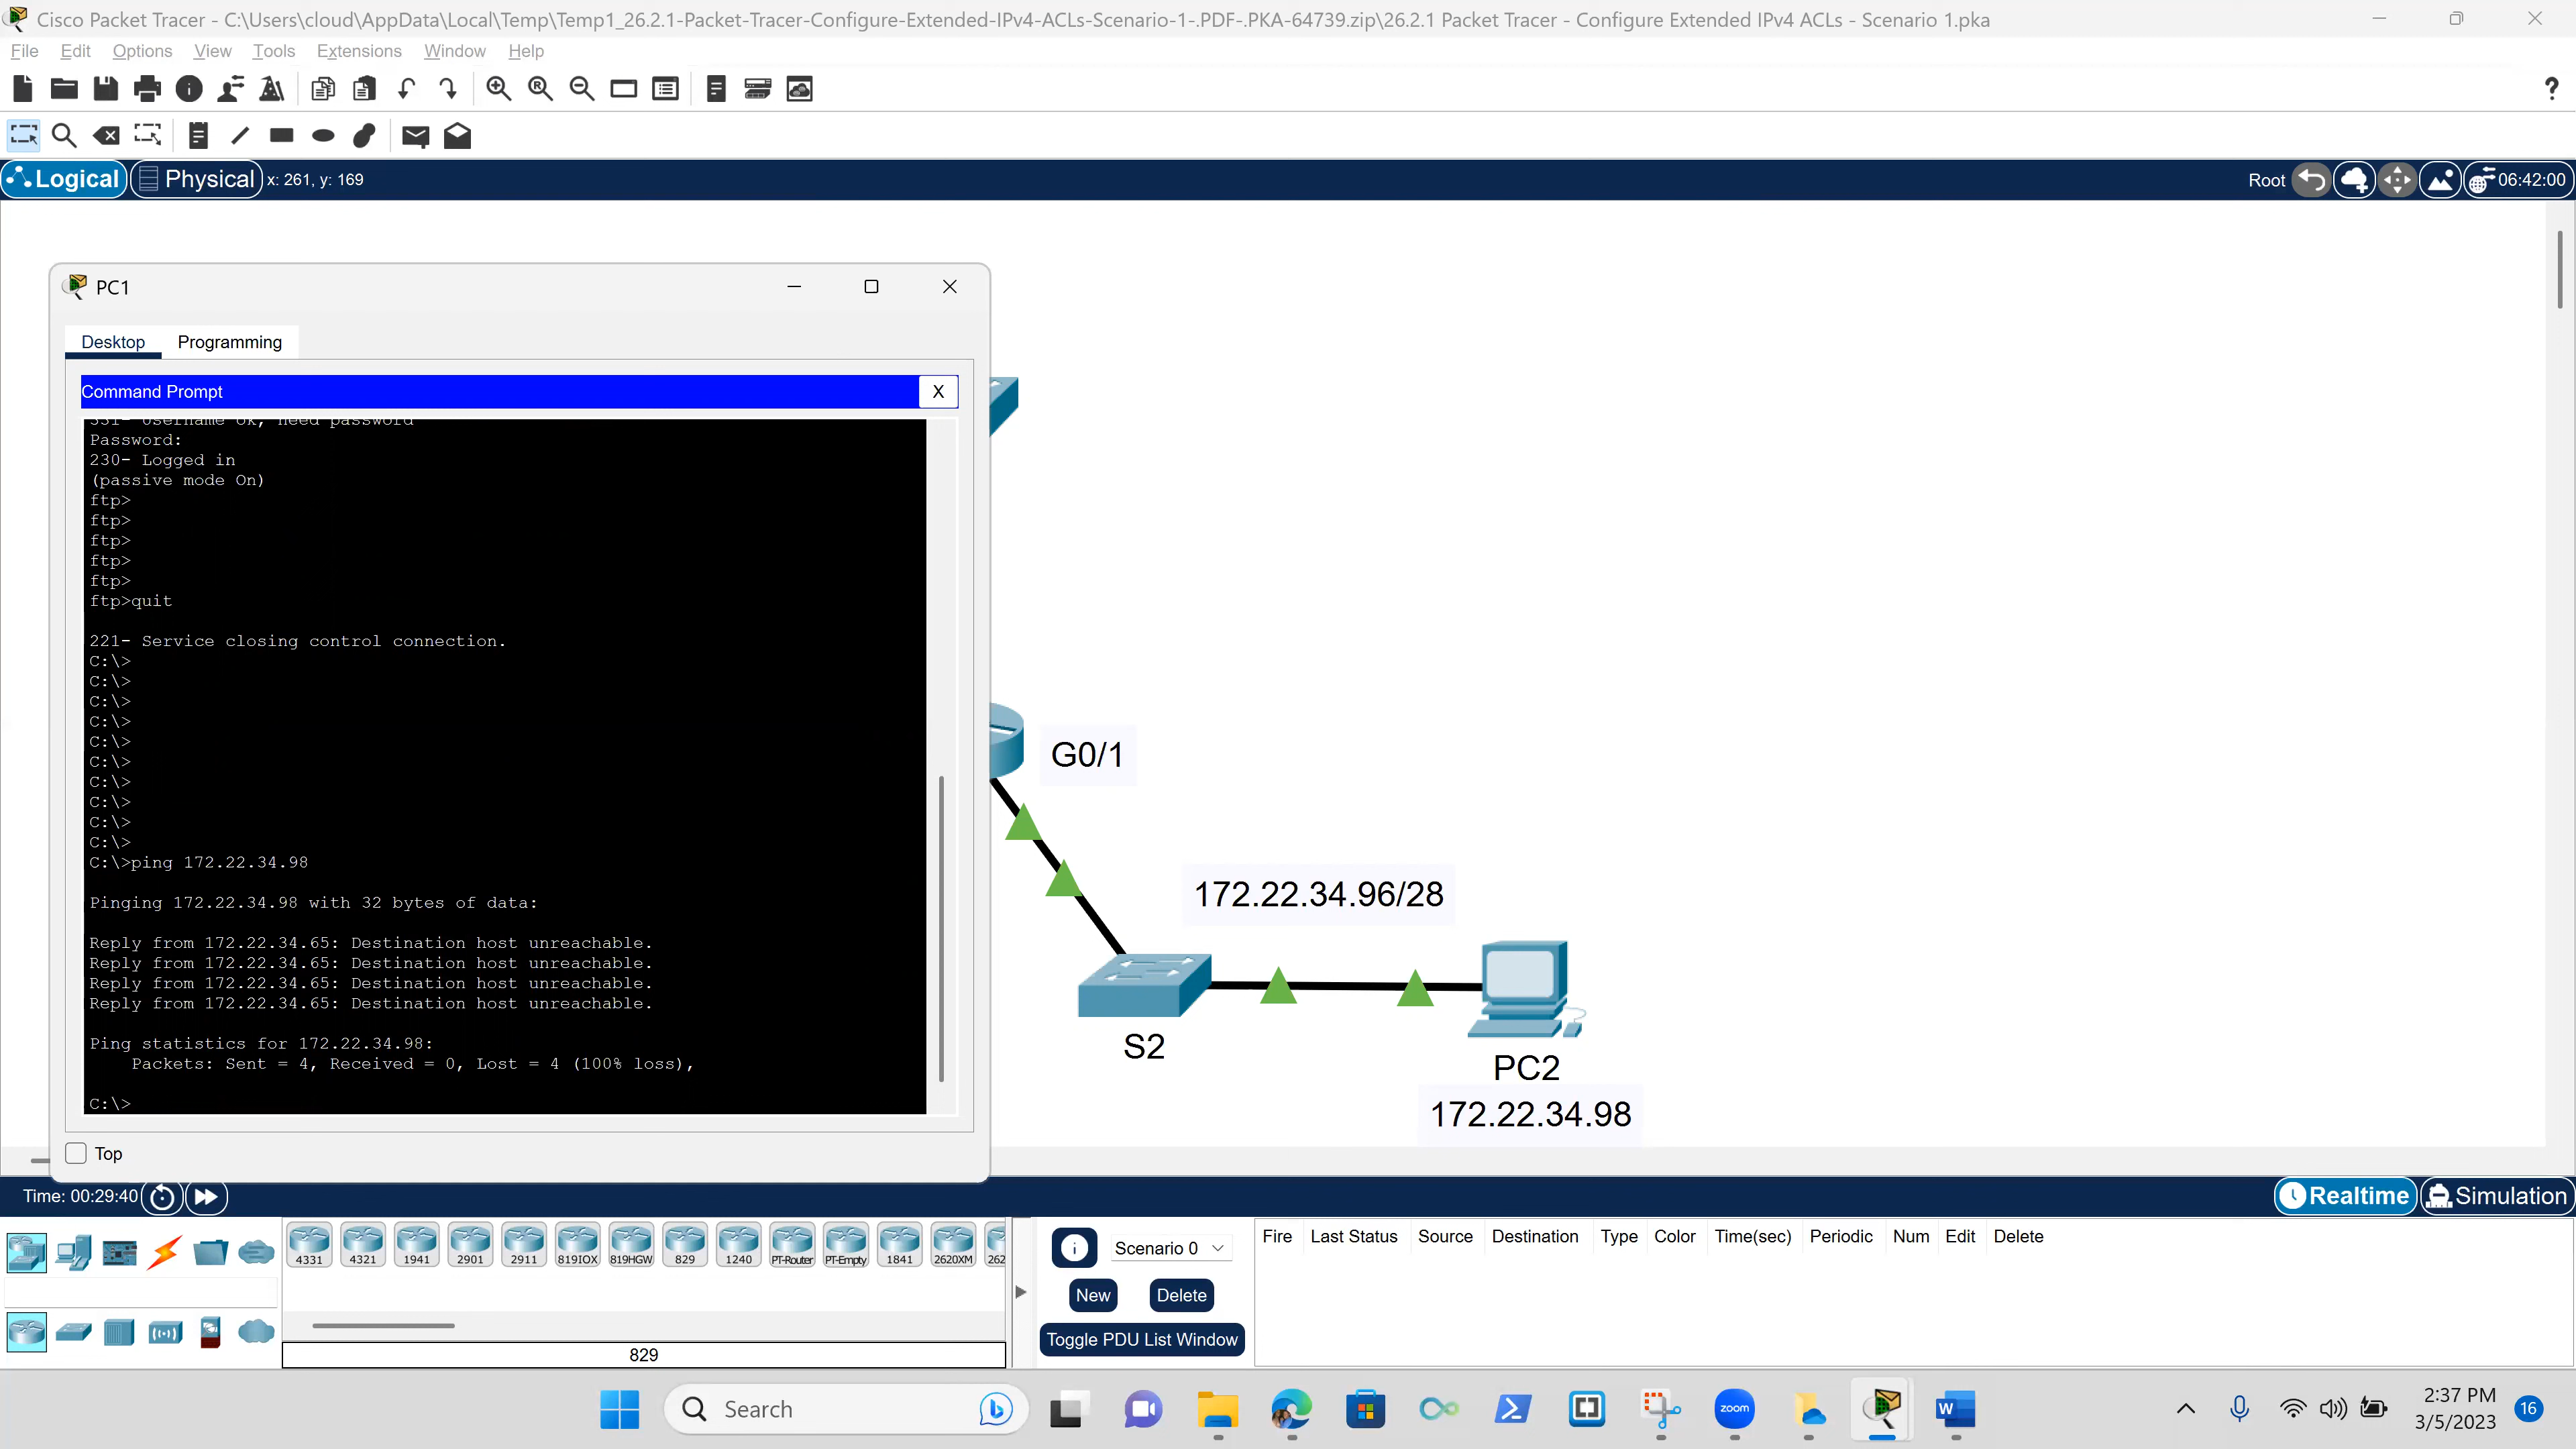 Cisco Packet Tracer - C:\Users\cloud\AppData\Local\Temp\Temp1_26.2.1-Packet-Tracer-Configure-Extended-IPv4-ACLs-Scenario-1-.PDF-.PKA-64739.zip\26.2.1 Packet Tracer - Configure Extended IPv4 ACLs - Scenario 1.pka
File Edit Options View Tools Extensions Window Help
?
Logical Physical x: 261, y: 169 Root 06:42:00
PC1
Desktop Programming
Command Prompt X
331- Username ok, need password
Password:
230- Logged in
(passive mode On)
ftp>
ftp>
ftp>
ftp>
ftp>
ftp>quit
221- Service closing control connection.
C:\>
C:\>
C:\>
C:\>
C:\>
C:\>
C:\>
C:\>
C:\>
C:\>
C:\>ping 172.22.34.98
Pinging 172.22.34.98 with 32 bytes of data:
Reply from 172.22.34.65: Destination host unreachable.
Reply from 172.22.34.65: Destination host unreachable.
Reply from 172.22.34.65: Destination host unreachable.
Reply from 172.22.34.65: Destination host unreachable.
Ping statistics for 172.22.34.98:
Packets: Sent = 4, Received = 0, Lost = 4 (100% loss),
C:\>
Top
G0/1
172.22.34.96/28
S2
PC2
172.22.34.98
Time: 00:29:40 Realtime Simulation
4331 4321 1941 2901 2911 819IOX 819HGW 829 1240 PT-Router PT-Empty 1841 2620XM 262
829
Scenario 0
New Delete
Toggle PDU List Window
Fire Last Status Source Destination Type Color Time(sec) Periodic Num Edit Delete
Search
zoom
W
2:37 PM
3/5/2023
16